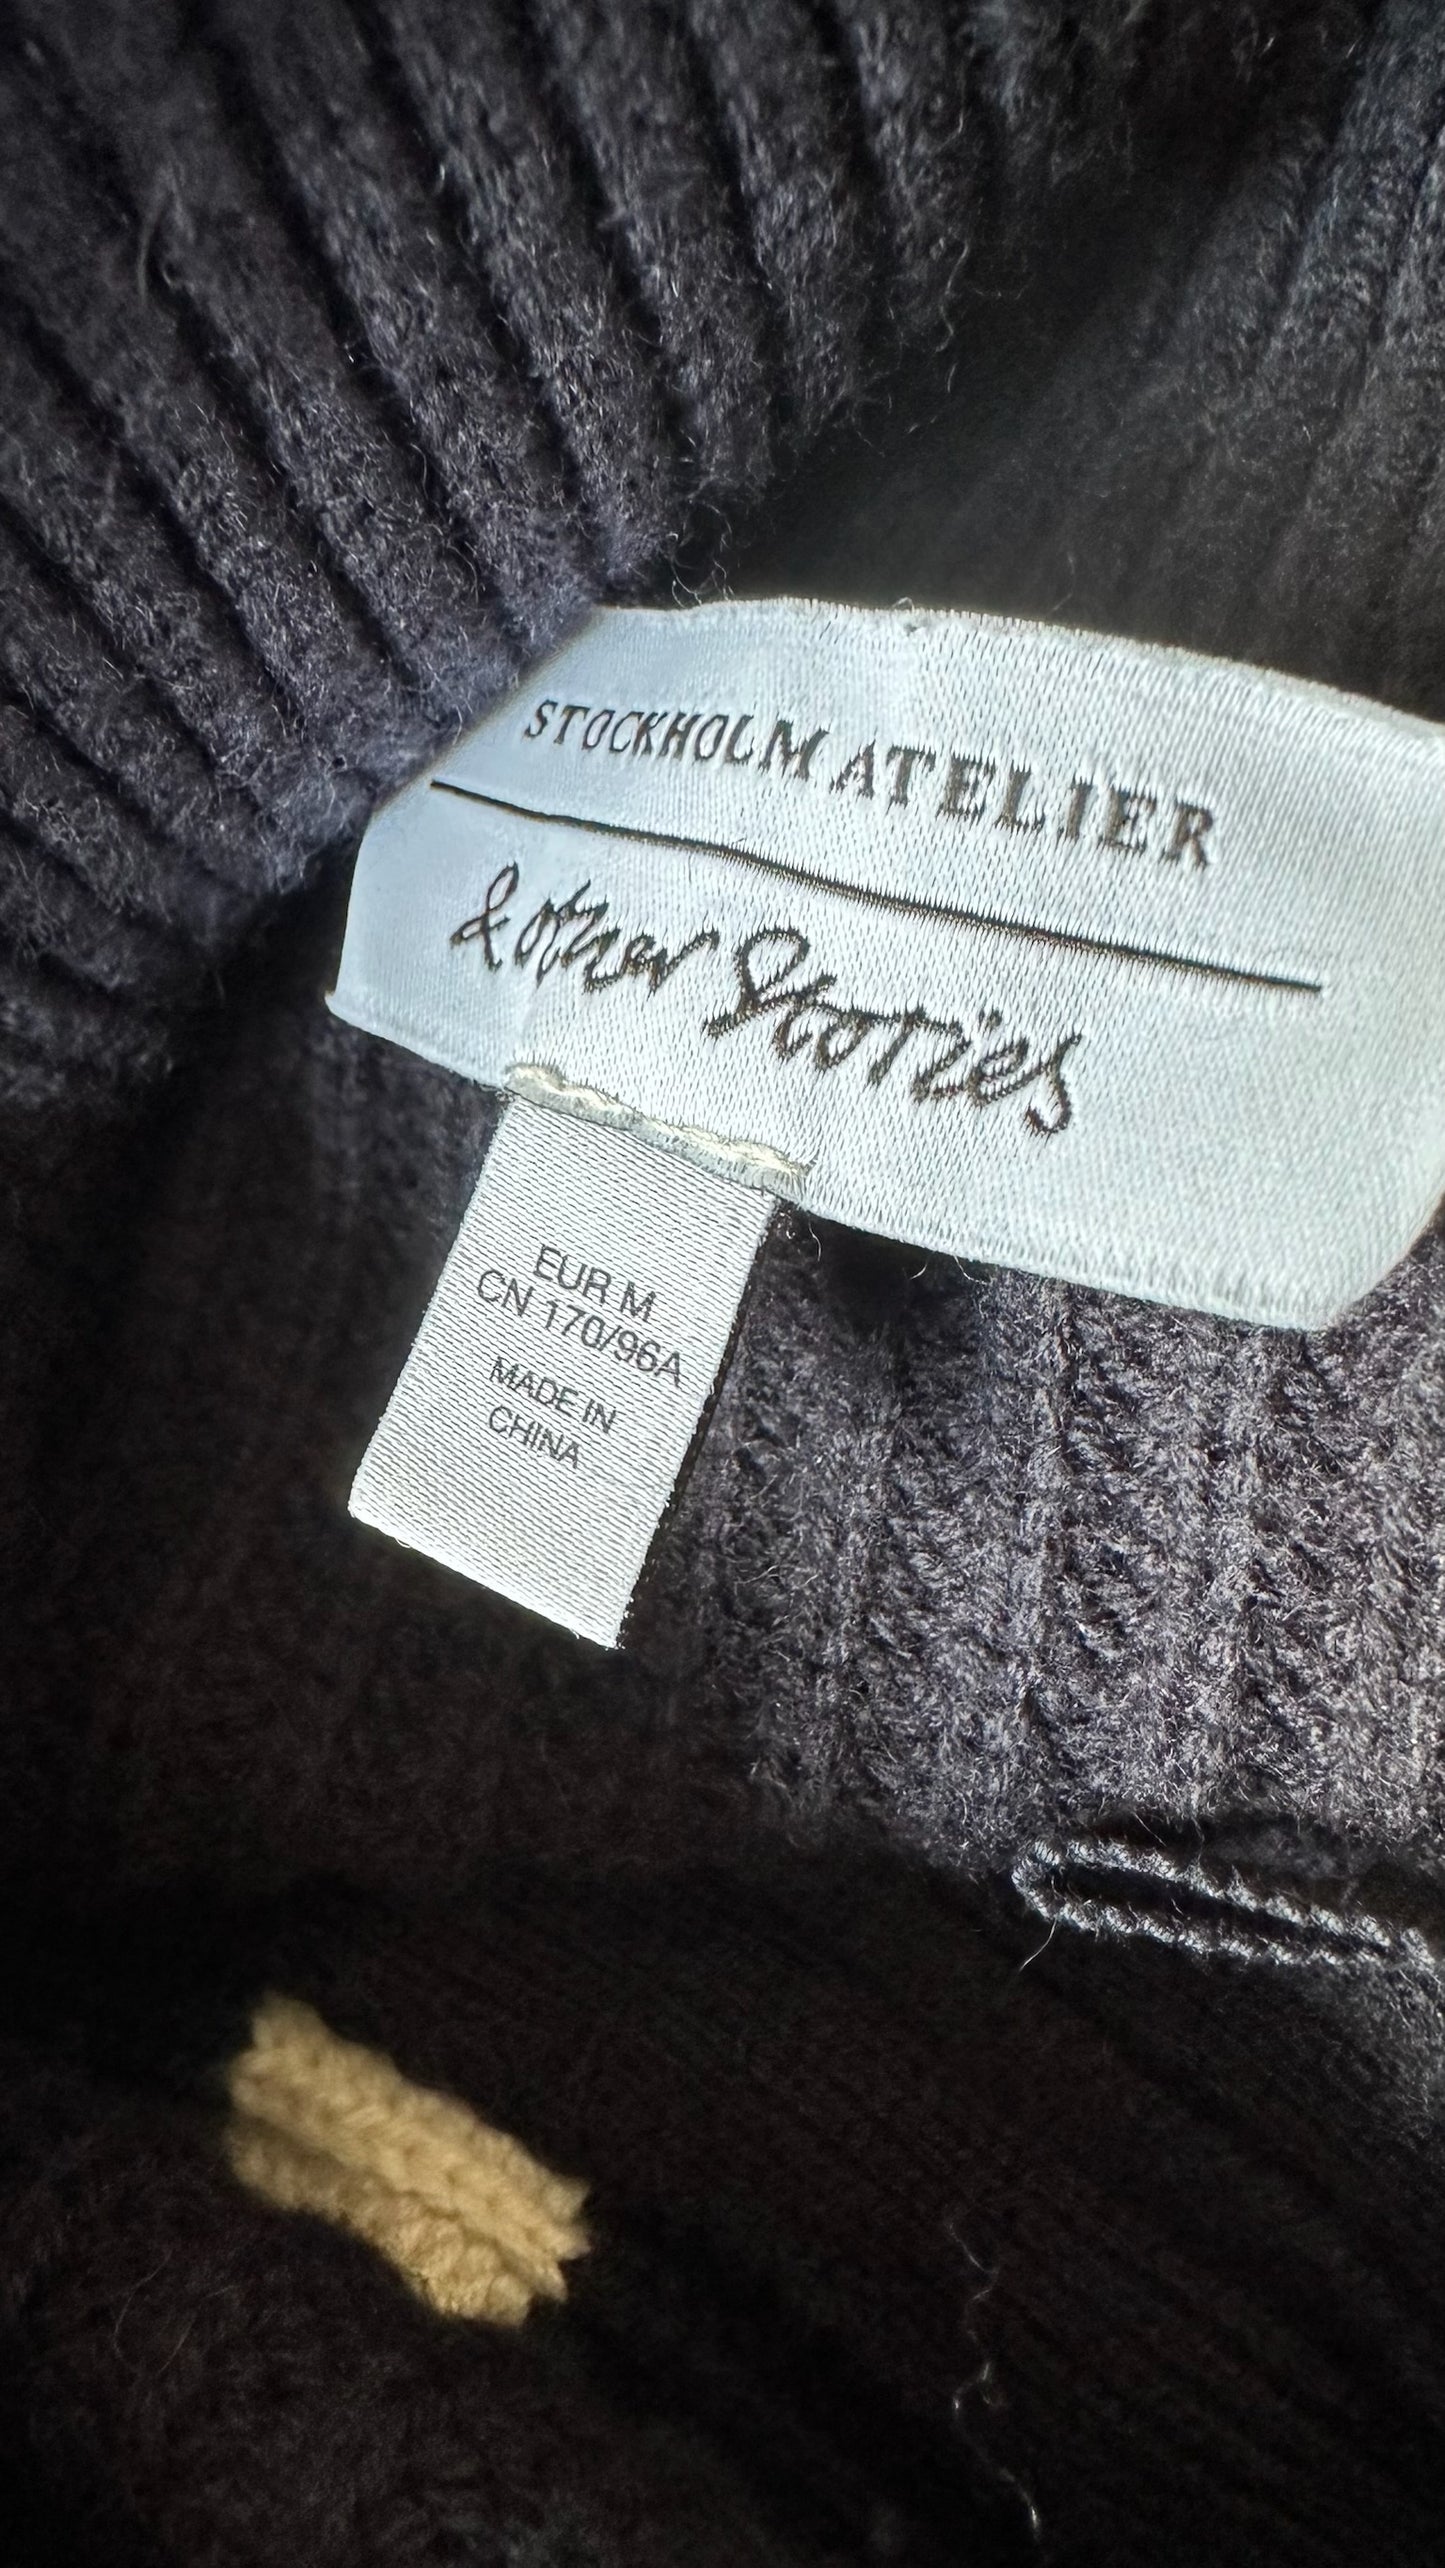 STOCKHOLM ATELIER
& Other Stories
EUR M
CN 170/96A
MADE IN
CHINA